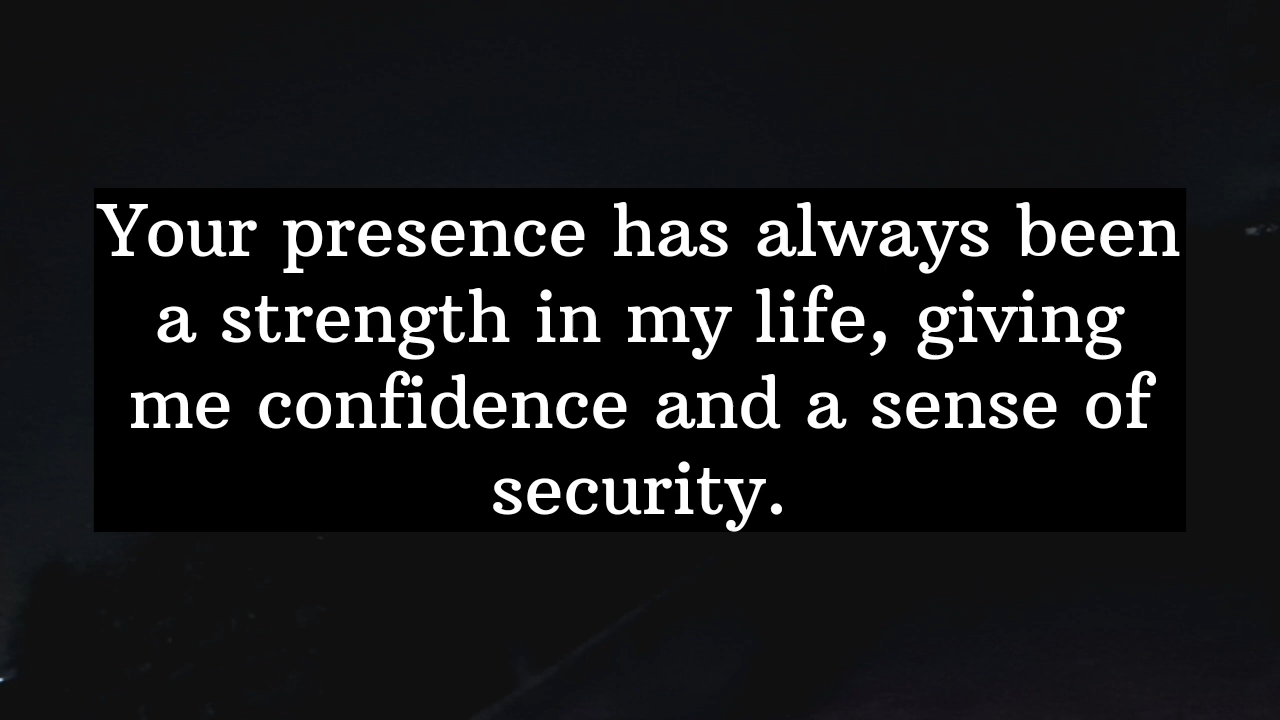 Your presence has always been
a strength in my life, giving
me confidence and a sense of
security.